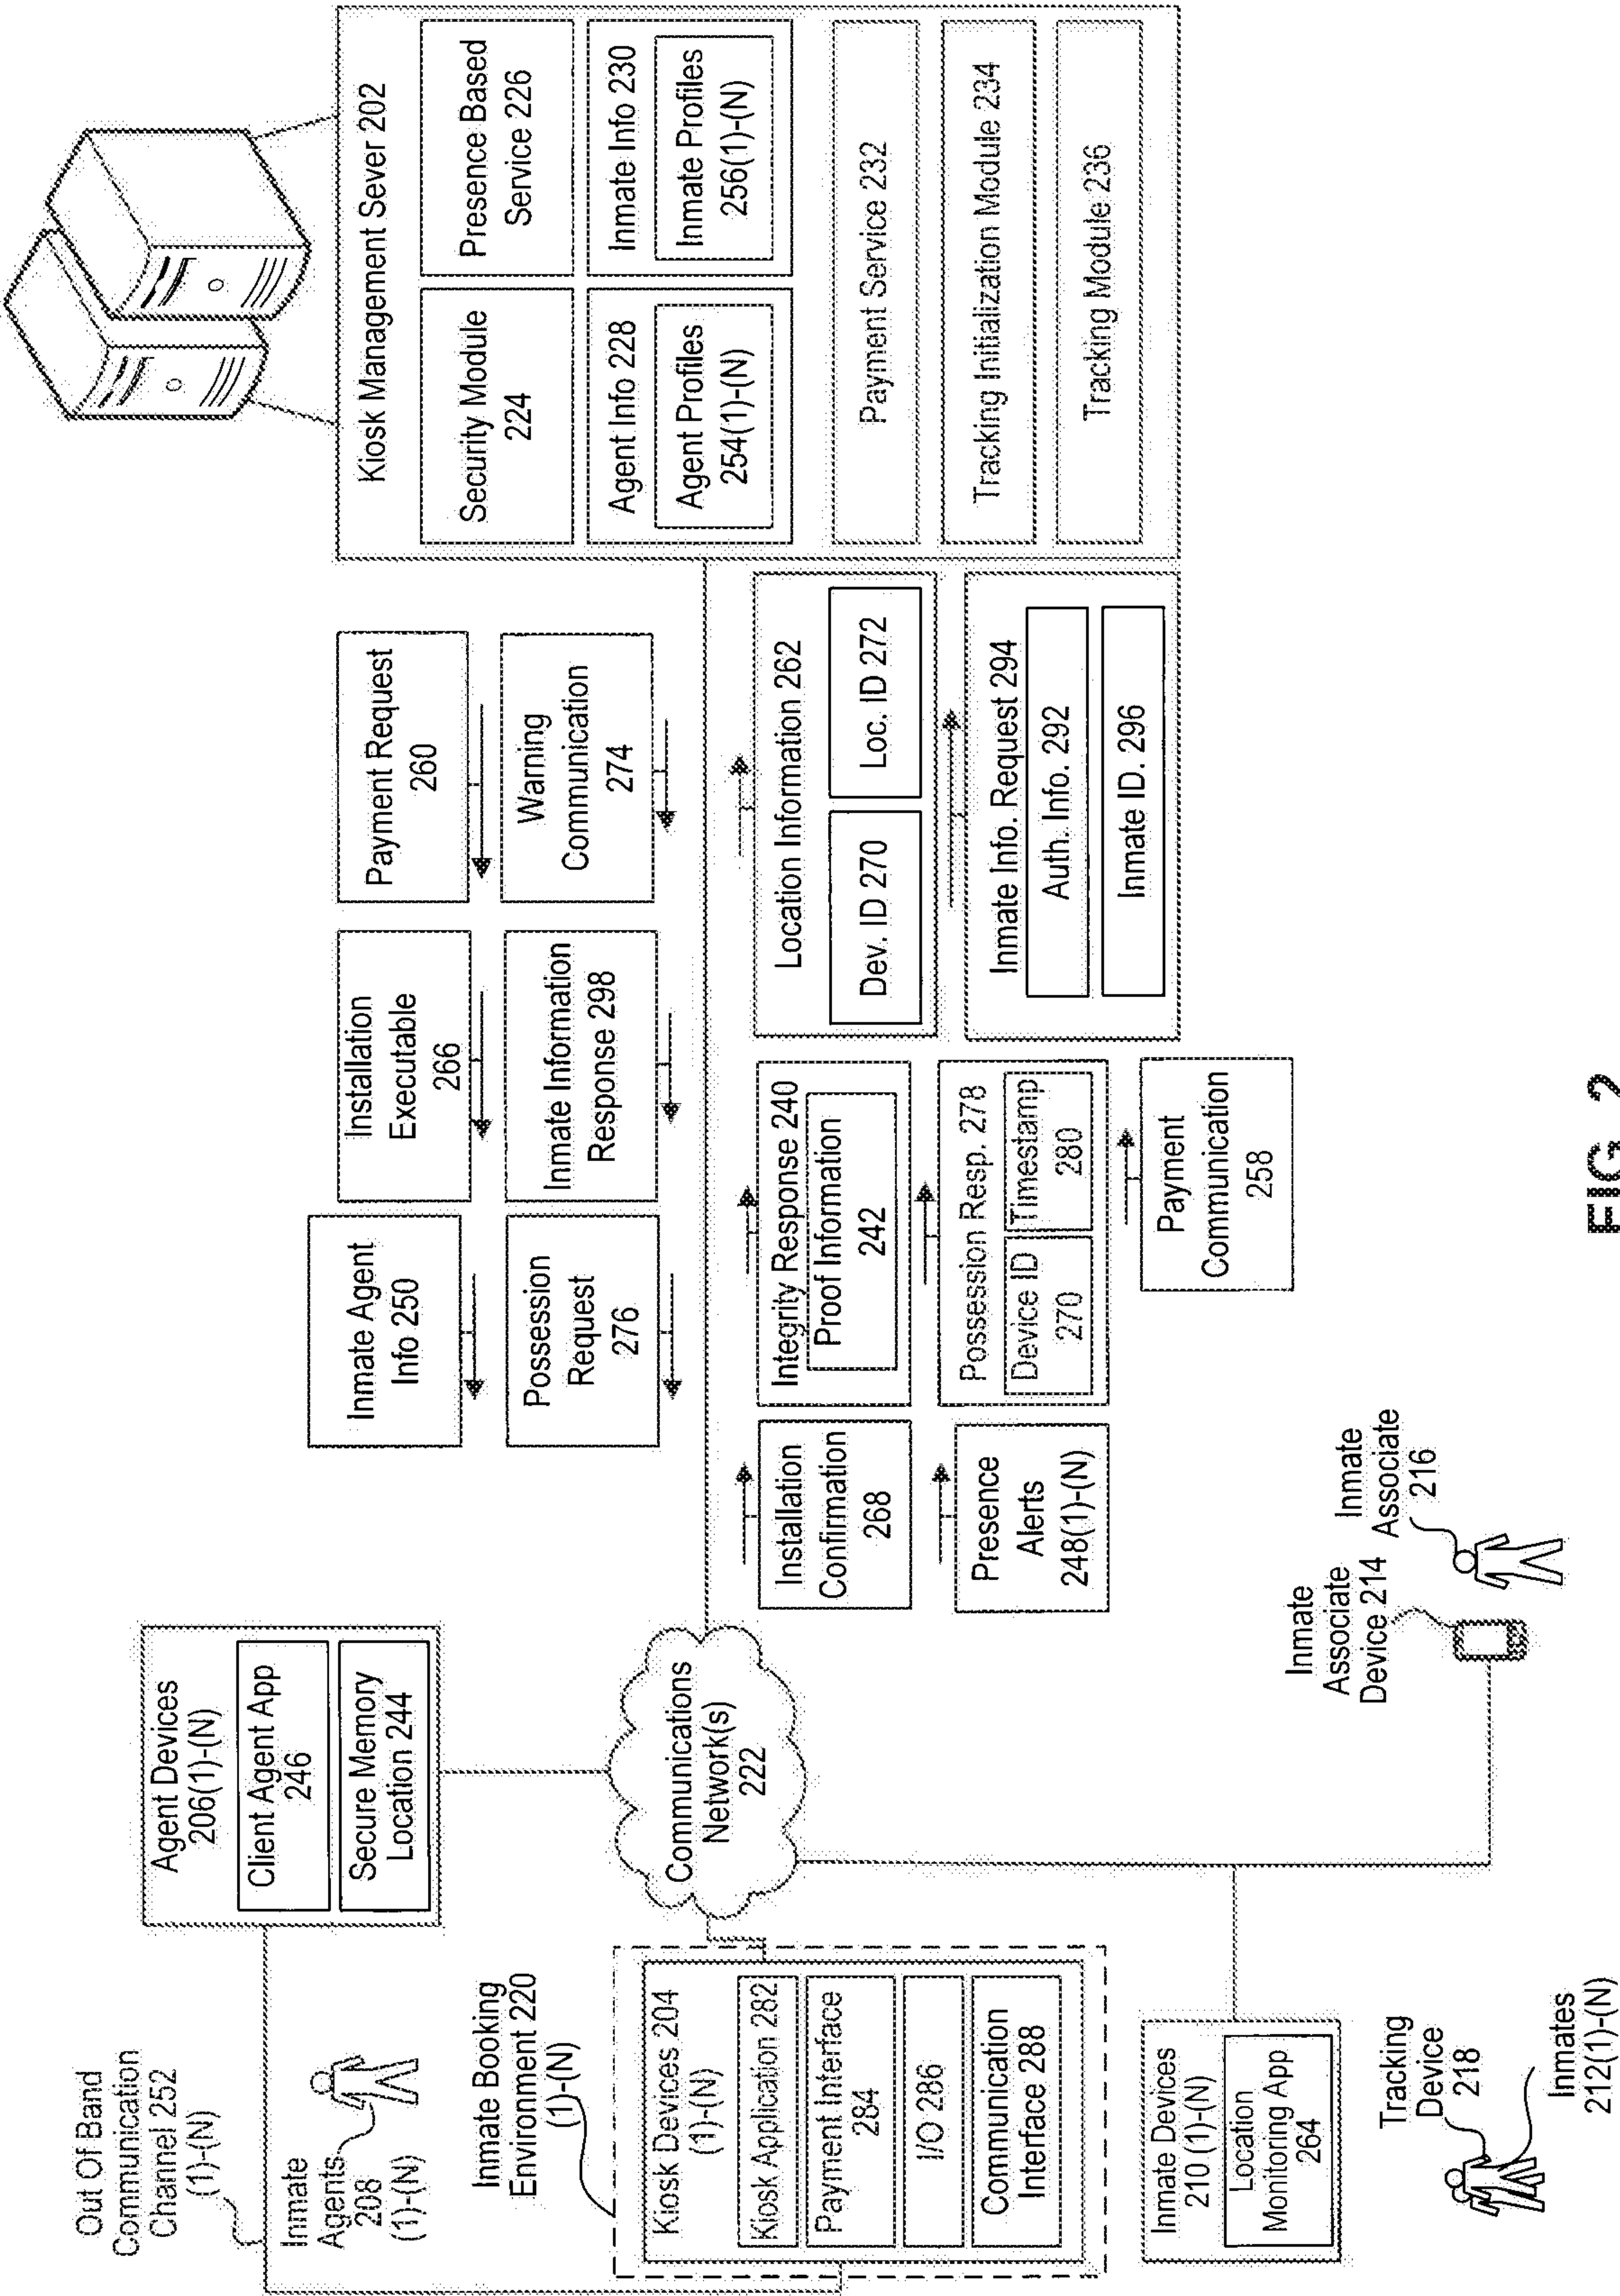 Out Of Band
Communication
Channel 252
(1)-(N)
Inmate
Agents
208
(1)-(N)
Agent Devices
206(1)-(N)
Client Agent App
246
Secure Memory
Location 244
Inmate Booking
Environment 220
(1)-(N)
Kiosk Devices 204
(1)-(N)
Kiosk Application 282
Payment Interface
284
I/O 286
Communication
Interface 288
Communications
Network(s)
222
Inmate Devices
210 (1)-(N)
Location
Monitoring App
264
Tracking
Device
218
Inmates
212(1)-(N)
Inmate
Associate
Device 214
Inmate
Associate
216
Inmate Agent
Info 250
Installation
Executable
266
Payment Request
260
Possession
Request
276
Inmate Information
Response 298
Warning
Communication
274
Installation
Confirmation
268
Integrity Response 240
Proof Information
242
Location Information 262
Dev. ID 270
Loc. ID 272
Presence
Alerts
248(1)-(N)
Possession Resp. 278
Device ID
270
Timestamp
280
Inmate Info. Request 294
Auth. Info. 292
Inmate ID. 296
Payment
Communication
258
Kiosk Management Sever 202
Security Module
224
Presence Based
Service 226
Agent Info 228
Agent Profiles
254(1)-(N)
Inmate Info 230
Inmate Profiles
256(1)-(N)
Payment Service 232
Tracking Initialization Module 234
Tracking Module 236
FIG. 2